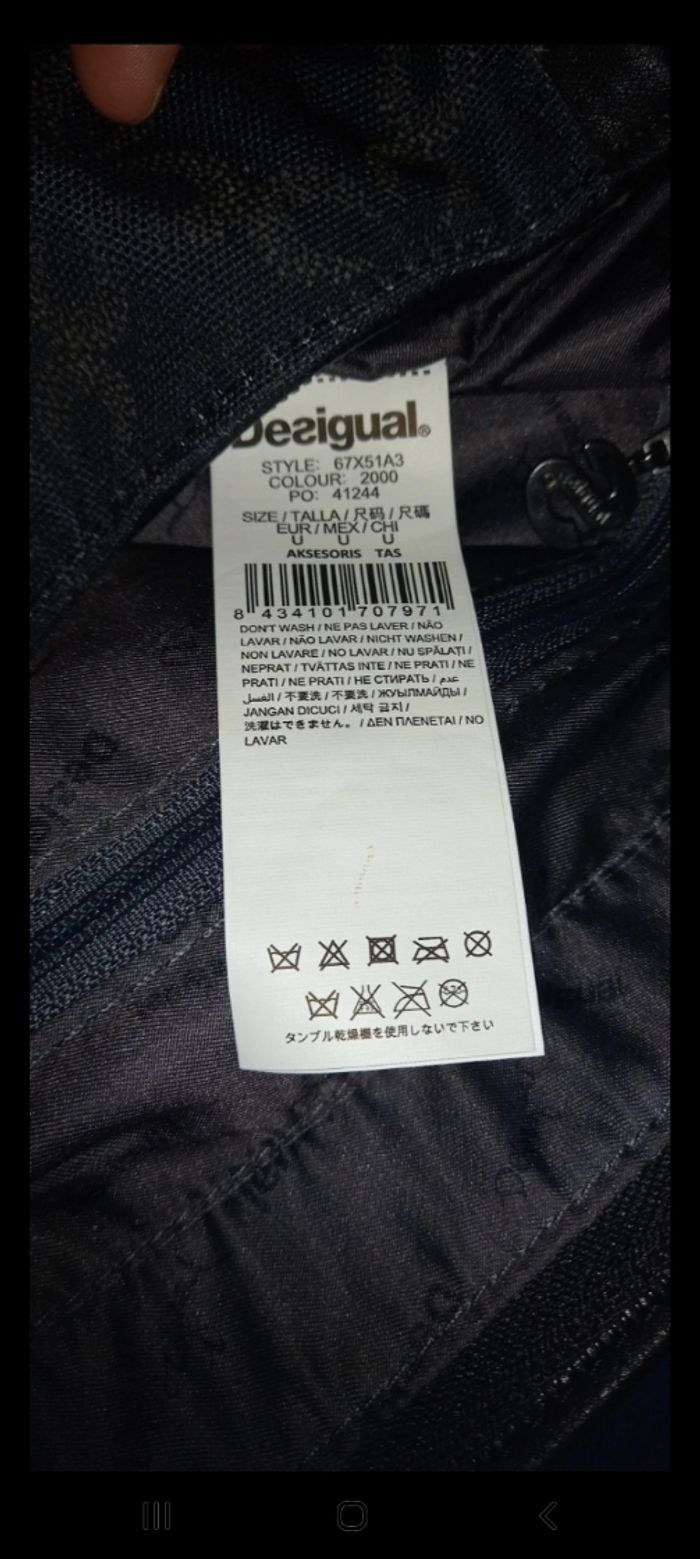 Desigual®
STYLE: 67X51A3
COLOUR: 2000
PO: 41244
SIZE / TALLA / 尺码 / 尺碼
EUR / MEX / CHI
U U U
AKSESORIS TAS
8 434101 707971
DON'T WASH / NE PAS LAVER / NÃO
LAVAR / NÃO LAVAR / NICHT WASHEN /
NON LAVARE / NO LAVAR / NU SPĂLAȚI /
NEPRAT / TVÄTTAS INTE / NE PRATI / NE
PRATI / NE PRATI / НЕ СТИРАТЬ / عدم
الغسل / 不要洗 / 不要洗 / ЖУЫЛМАЙДЫ /
JANGAN DICUCI / 세탁 금지 /
洗濯はできません。 / ΔΕΝ ΠΛΕΝΕΤΑΙ / NO
LAVAR
タンブル乾燥機を使用しないで下さい